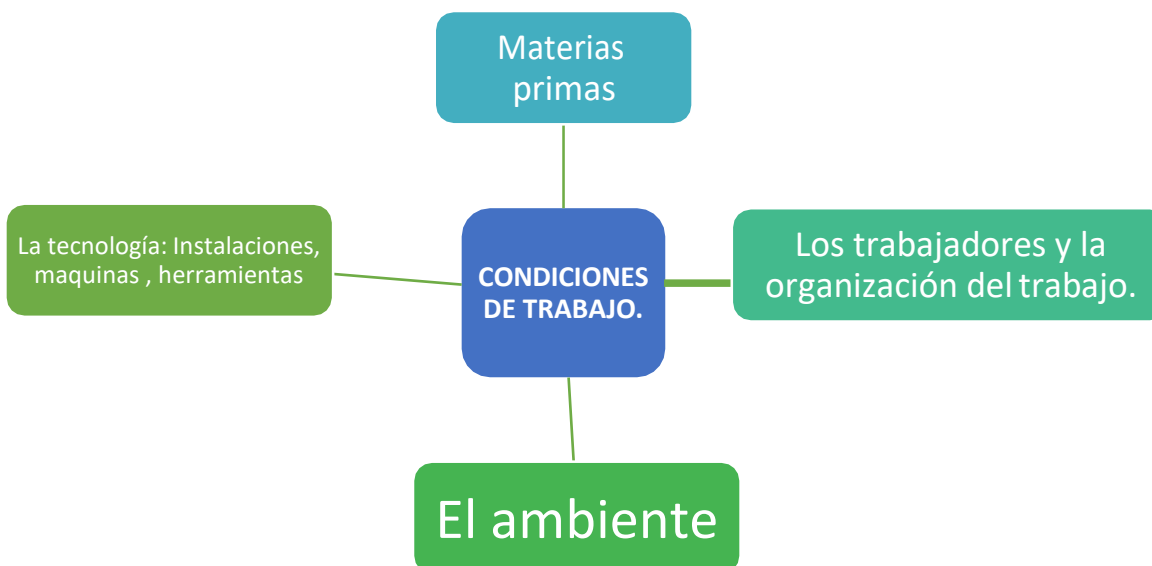 Materias
primas
La tecnología: Instalaciones,
maquinas , herramientas
CONDICIONES
DE TRABAJO.
Los trabajadores y la
organización del trabajo.
El ambiente